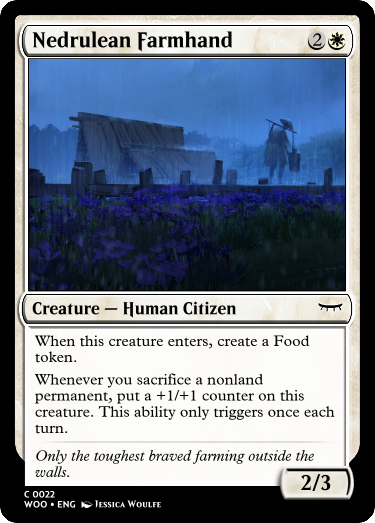 Nedrulean Farmhand 2
Creature — Human Citizen
When this creature enters, create a Food
token.
Whenever you sacrifice a nonland
permanent, put a +1/+1 counter on this
creature. This ability only triggers once each
turn.
Only the toughest braved farming outside the
walls.
2/3
C 0022
WOO • ENG Jessica Woulfe